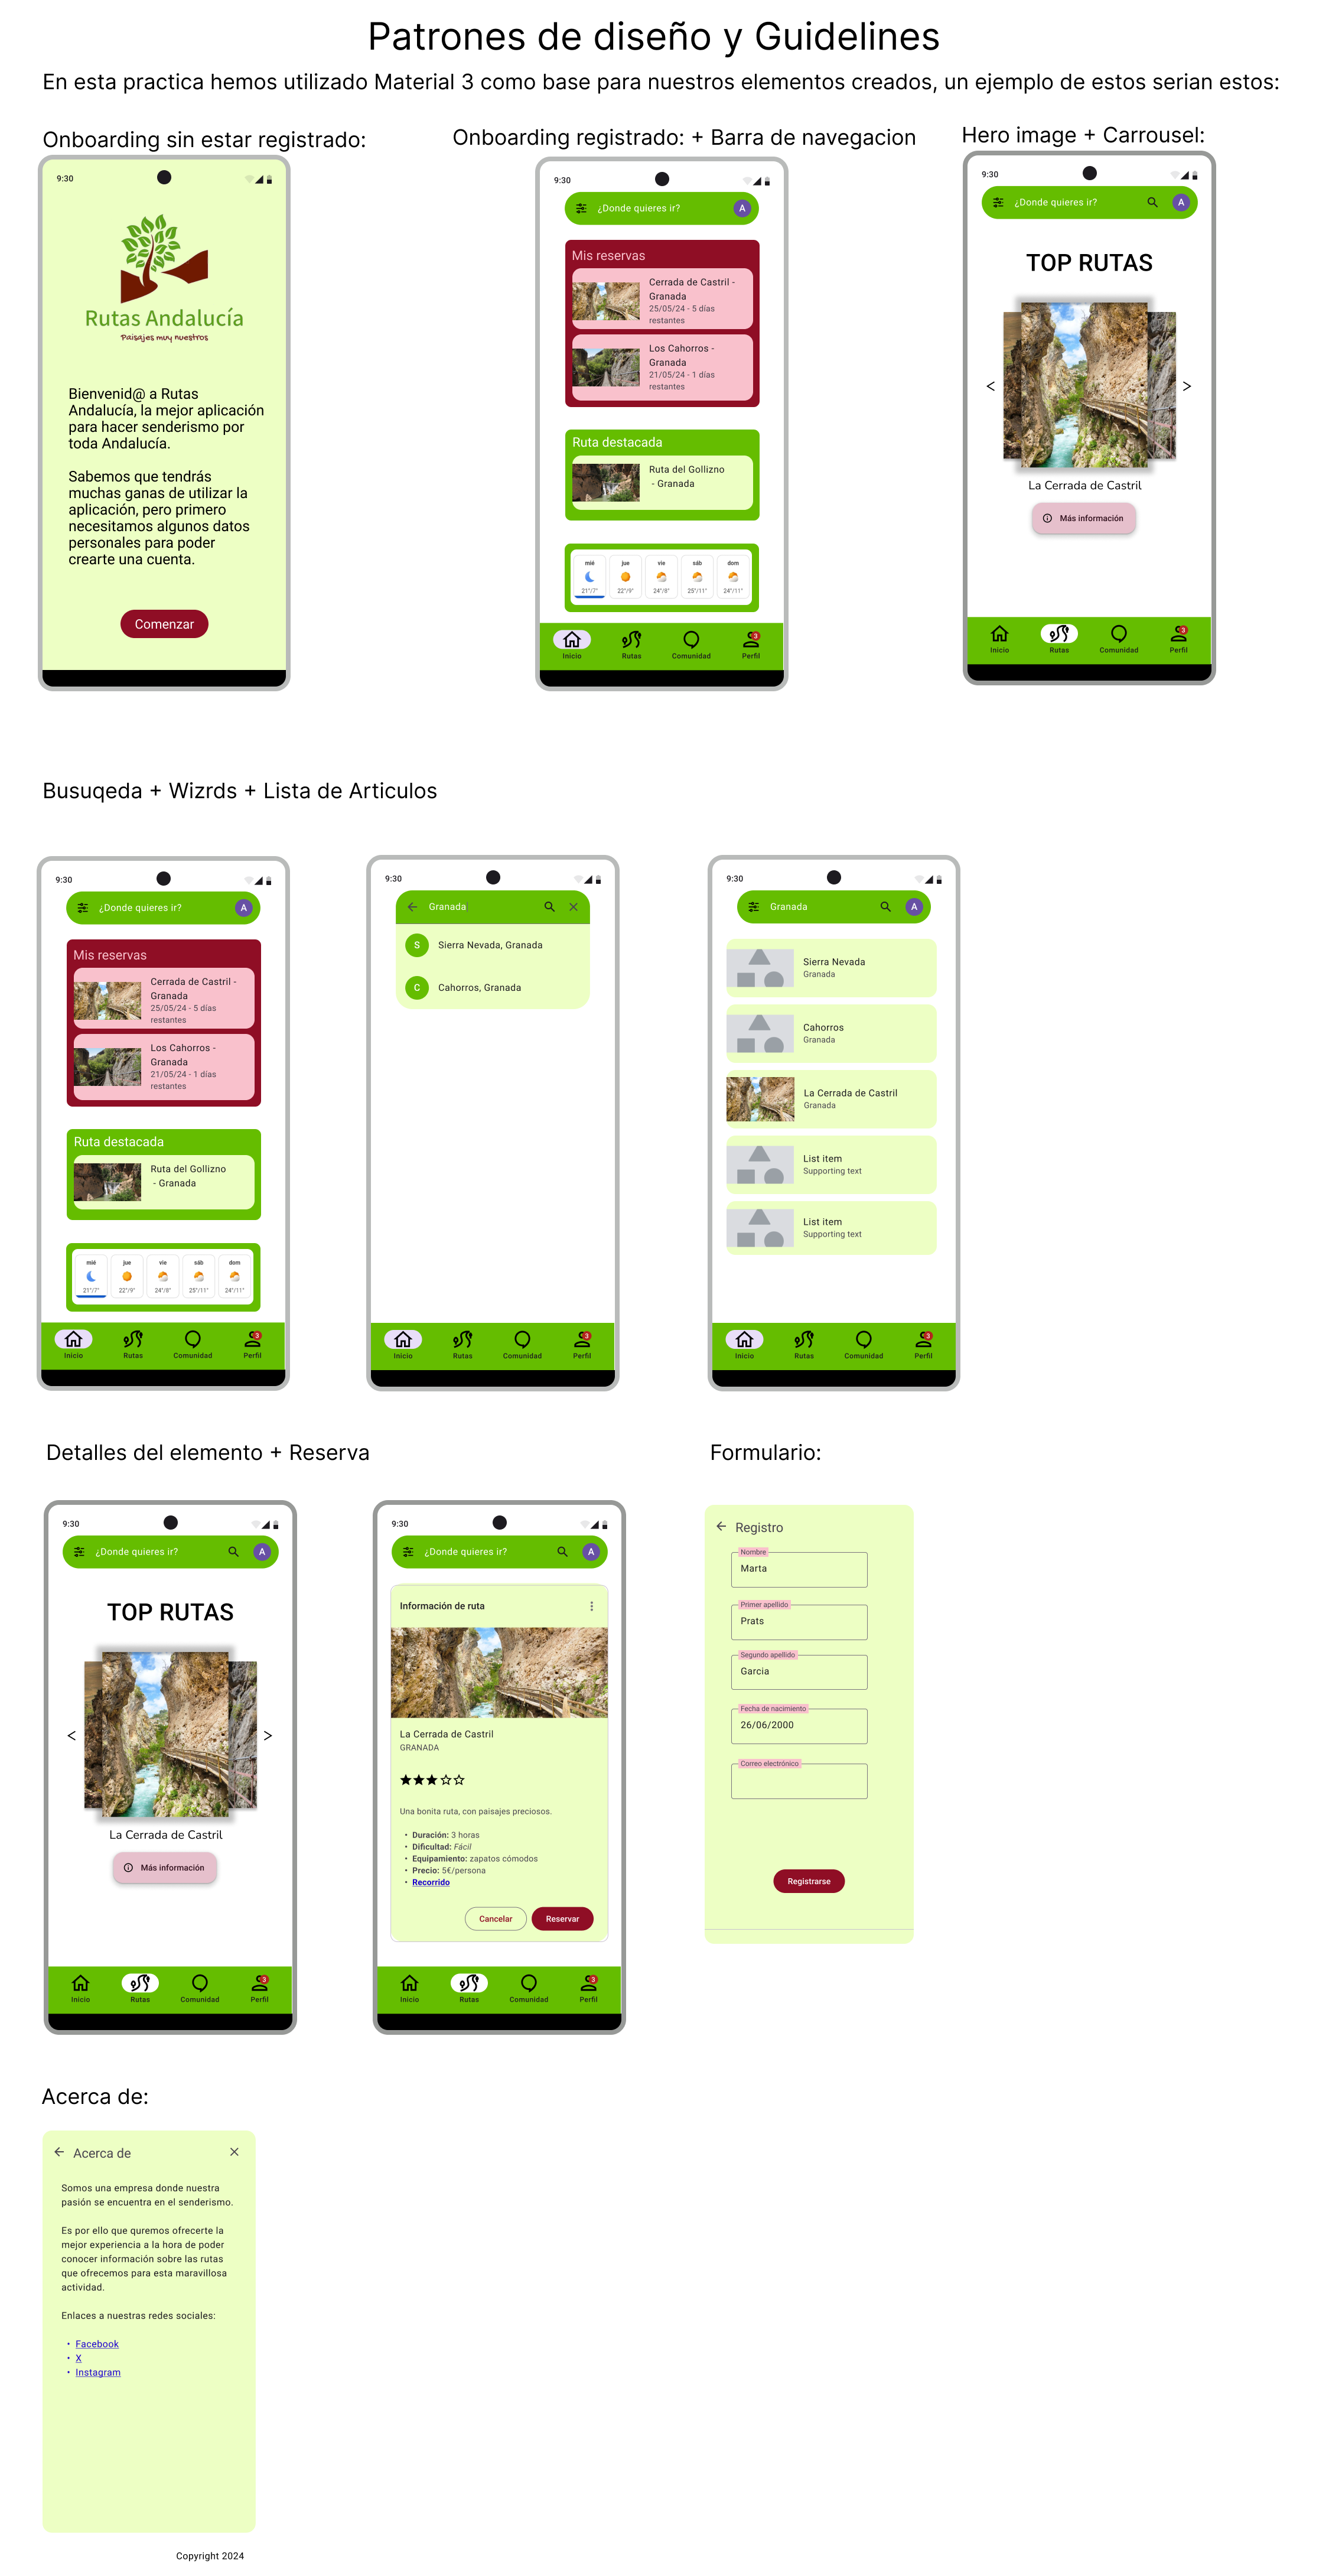 Patrones de diseño y Guidelines
En esta practica hemos utilizado Material 3 como base para nuestros elementos creados, un ejemplo de estos serian estos:
Onboarding sin estar registrado:
9:30
Rutas Andalucía
Paisajes muy nuestros
Bienvenid@ a Rutas
Andalucía, la mejor aplicación
para hacer senderismo por
toda Andalucía.
Sabemos que tendrás
muchas ganas de utilizar la
aplicación, pero primero
necesitamos algunos datos
personales para poder
crearte una cuenta.
Comenzar
Onboarding registrado: + Barra de navegacion
9:30
¿Donde quieres ir?
A
Mis reservas
Cerrada de Castril -
Granada
25/05/24 - 5 días
restantes
Los Cahorros -
Granada
21/05/24 - 1 días
restantes
Ruta destacada
Ruta del Gollizno
- Granada
mié jue vie sáb dom
21°/7° 22°/9° 24°/8° 25°/11° 24°/11°
3
Inicio Rutas Comunidad Perfil
Hero image + Carrousel:
9:30
¿Donde quieres ir?
A
TOP RUTAS
< >
La Cerrada de Castril
Más información
3
Inicio Rutas Comunidad Perfil
Busuqeda + Wizrds + Lista de Articulos
9:30
¿Donde quieres ir?
A
Mis reservas
Cerrada de Castril -
Granada
25/05/24 - 5 días
restantes
Los Cahorros -
Granada
21/05/24 - 1 días
restantes
Ruta destacada
Ruta del Gollizno
- Granada
mié jue vie sáb dom
21°/7° 22°/9° 24°/8° 25°/11° 24°/11°
3
Inicio Rutas Comunidad Perfil
9:30
Granada
S
Sierra Nevada, Granada
C
Cahorros, Granada
3
Inicio Rutas Comunidad Perfil
9:30
Granada
A
Sierra Nevada
Granada
Cahorros
Granada
La Cerrada de Castril
Granada
List item
Supporting text
List item
Supporting text
3
Inicio Rutas Comunidad Perfil
Detalles del elemento + Reserva
9:30
¿Donde quieres ir?
A
TOP RUTAS
< >
La Cerrada de Castril
Más información
3
Inicio Rutas Comunidad Perfil
9:30
¿Donde quieres ir?
A
Información de ruta
La Cerrada de Castril
GRANADA
Una bonita ruta, con paisajes preciosos.
• Duración: 3 horas
• Dificultad: Fácil
• Equipamiento: zapatos cómodos
• Precio: 5€/persona
• Recorrido
Cancelar Reservar
3
Inicio Rutas Comunidad Perfil
Formulario:
Registro
Nombre
Marta
Primer apellido
Prats
Segundo apellido
Garcia
Fecha de nacimiento
26/06/2000
Correo electrónico
Registrarse
Acerca de:
Acerca de
Somos una empresa donde nuestra
pasión se encuentra en el senderismo.
Es por ello que quremos ofrecerte la
mejor experiencia a la hora de poder
conocer información sobre las rutas
que ofrecemos para esta maravillosa
actividad.
Enlaces a nuestras redes sociales:
• Facebook
• X
• Instagram
Copyright 2024